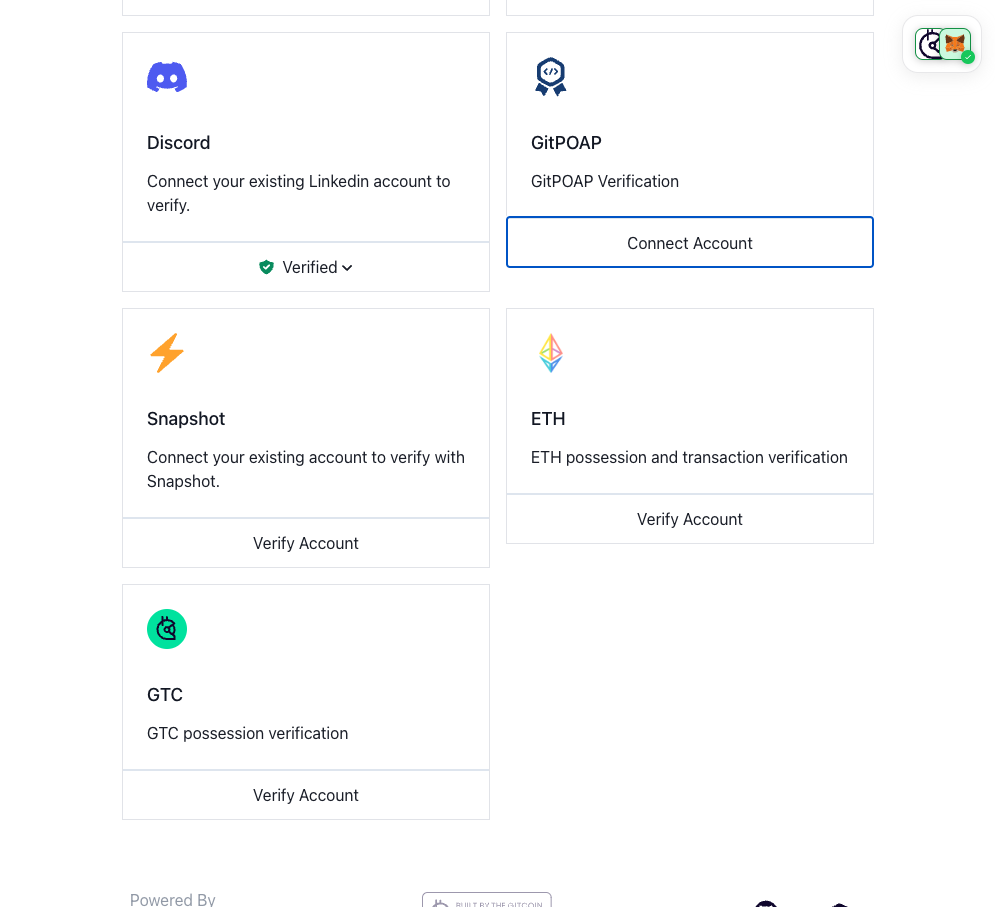 Discord
Connect your existing Linkedin account to
verify.
Verified
GitPOAP
GitPOAP Verification
Connect Account
Snapshot
Connect your existing account to verify with
Snapshot.
Verify Account
ETH
ETH possession and transaction verification
Verify Account
GTC
GTC possession verification
Verify Account
Powered By
BUILT BY THE GITCOIN